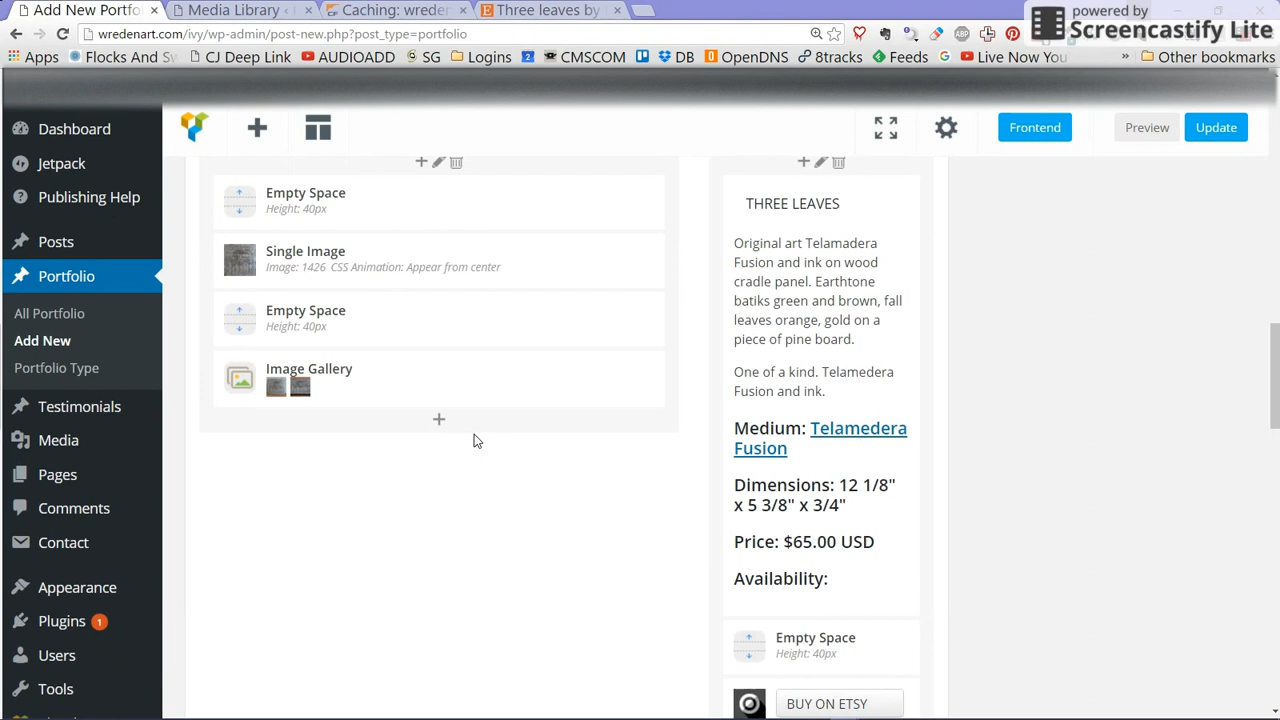 Add New Portfo
Media Library ‹
Caching: wreden
Three leaves by
powered by
Screencastify Lite
wredenart.com/ivy/wp-admin/post-new.php?post_type=portfolio
Apps
Flocks And Sw
CJ Deep Link
AUDIOADD
SG
Logins
CMSCOM
DB
OpenDNS
8tracks
Feeds
Live Now You
»
Other bookmarks
Dashboard
Jetpack
Publishing Help
Posts
Portfolio
All Portfolio
Add New
Portfolio Type
Testimonials
Media
Pages
Comments
Contact
Appearance
Plugins 1
Users
Tools
Frontend
Preview
Update
Empty Space
Height: 40px
Single Image
Image: 1426 CSS Animation: Appear from center
Empty Space
Height: 40px
Image Gallery
THREE LEAVES
Original art Telamadera
Fusion and ink on wood
cradle panel. Earthtone
batiks green and brown, fall
leaves orange, gold on a
piece of pine board.
One of a kind. Telamedera
Fusion and ink.
Medium: Telamedera
Fusion
Dimensions: 12 1/8"
x 5 3/8" x 3/4"
Price: $65.00 USD
Availability:
Empty Space
Height: 40px
BUY ON ETSY